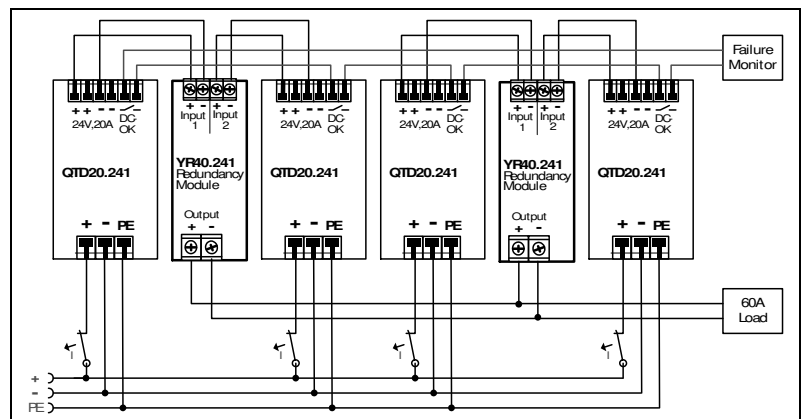 Failure
Monitor
+ + - - DC-
24V,20A OK
QTD20.241
+ - PE
+ - + -
Input Input
1 2
YR40.241
Redundancy
Module
Output
+ -
+ + - - DC-
24V,20A OK
QTD20.241
+ - PE
+ + - - DC-
24V,20A OK
QTD20.241
+ - PE
+ - + -
Input Input
1 2
YR40.241
Redundancy
Module
Output
+ -
+ + - - DC-
24V,20A OK
QTD20.241
+ - PE
60A
Load
I
I
I
I
+
-
PE